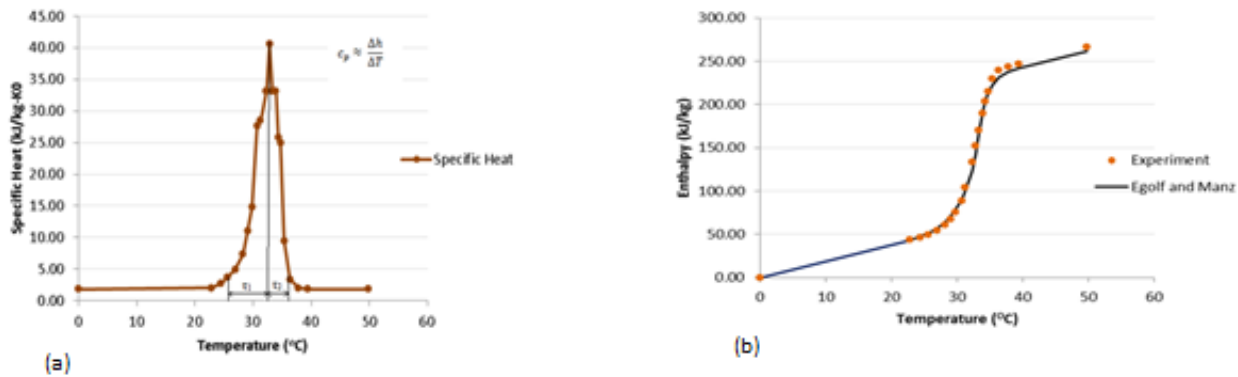 45.00
40.00
35.00
30.00
25.00
20.00
15.00
10.00
5.00
0.00
Specific Heat (kJ/kg-K0
cₚ ≈ Δh/ΔT
Specific Heat
τ₁ τ₂
0 10 20 30 40 50 60
Temperature (°C)
(a)
300.00
250.00
200.00
150.00
100.00
50.00
0.00
Enthalpy (kJ/kg)
Experiment
Egolf and Manz
0 10 20 30 40 50 60
Temperature (°C)
(b)